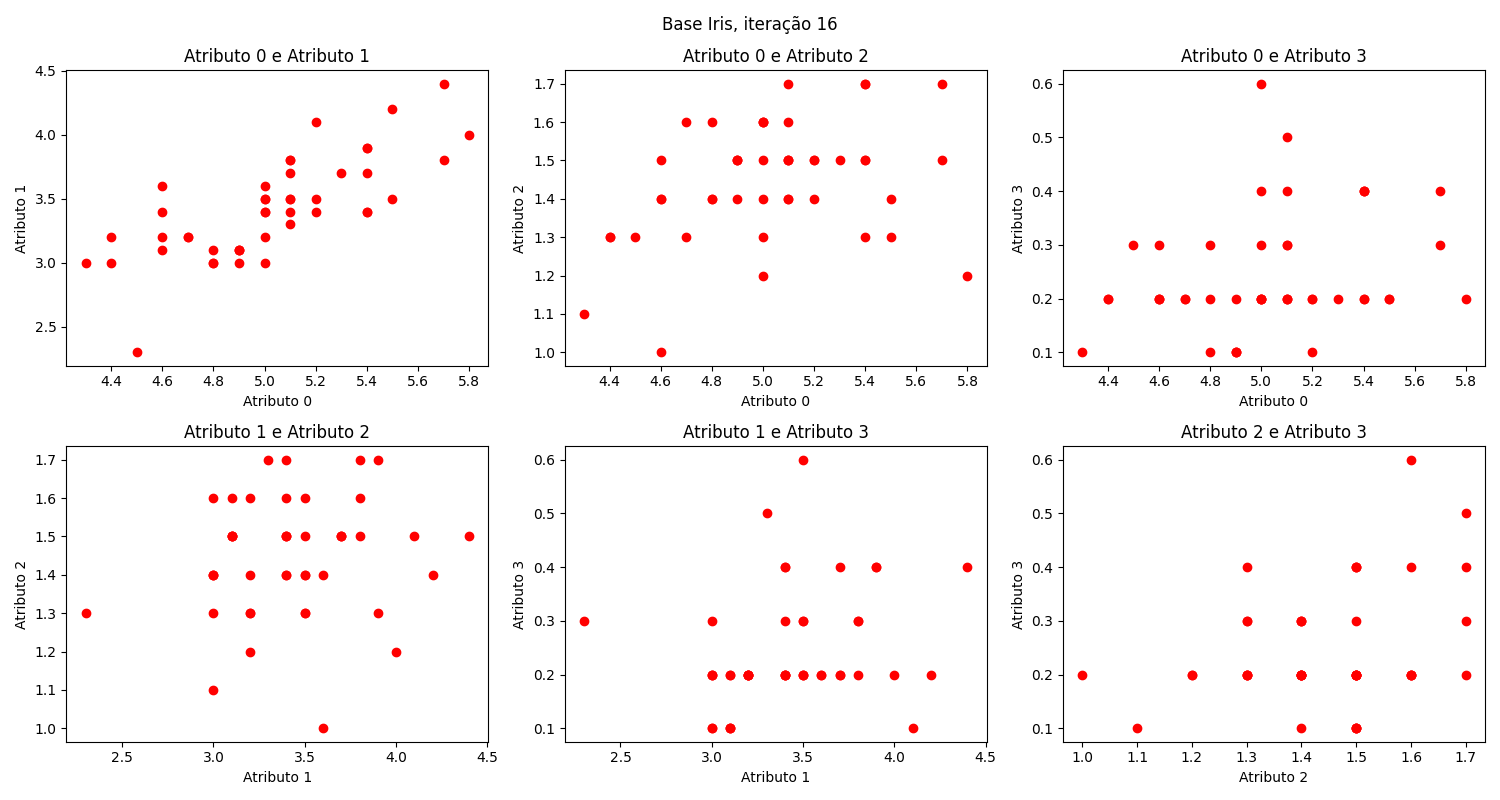 Base Iris, iteração 16
Atributo 0 e Atributo 1
4.5
4.0
3.5
3.0
2.5
Atributo 1
4.4 4.6 4.8 5.0 5.2 5.4 5.6 5.8
Atributo 0
Atributo 0 e Atributo 2
1.7
1.6
1.5
1.4
1.3
1.2
1.1
1.0
Atributo 2
4.4 4.6 4.8 5.0 5.2 5.4 5.6 5.8
Atributo 0
Atributo 0 e Atributo 3
0.6
0.5
0.4
0.3
0.2
0.1
Atributo 3
4.4 4.6 4.8 5.0 5.2 5.4 5.6 5.8
Atributo 0
Atributo 1 e Atributo 2
1.7
1.6
1.5
1.4
1.3
1.2
1.1
1.0
Atributo 2
2.5 3.0 3.5 4.0 4.5
Atributo 1
Atributo 1 e Atributo 3
0.6
0.5
0.4
0.3
0.2
0.1
Atributo 3
2.5 3.0 3.5 4.0 4.5
Atributo 1
Atributo 2 e Atributo 3
0.6
0.5
0.4
0.3
0.2
0.1
Atributo 3
1.0 1.1 1.2 1.3 1.4 1.5 1.6 1.7
Atributo 2